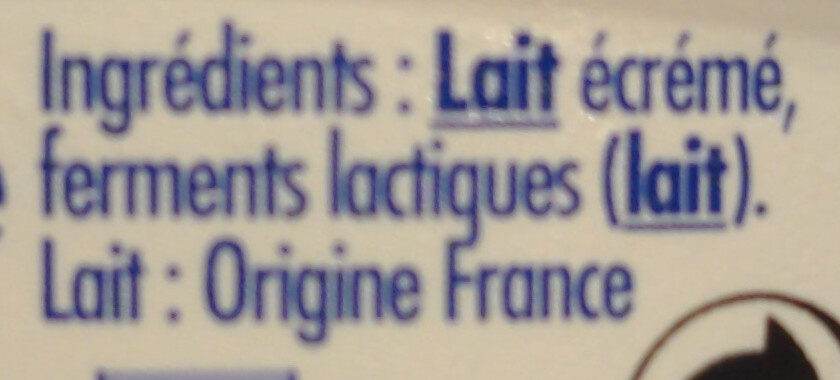 Ingrédients : Lait écrémé,
ferments lactiques (lait).
Lait : Origine France